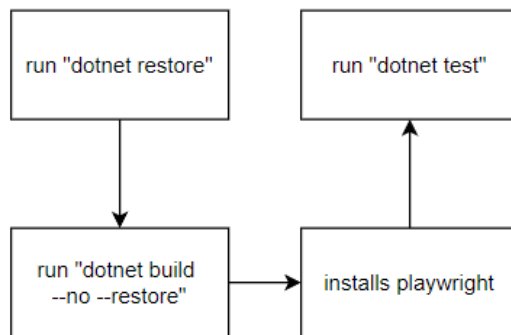 run "dotnet restore"
run "dotnet build
--no --restore"
installs playwright
run "dotnet test"